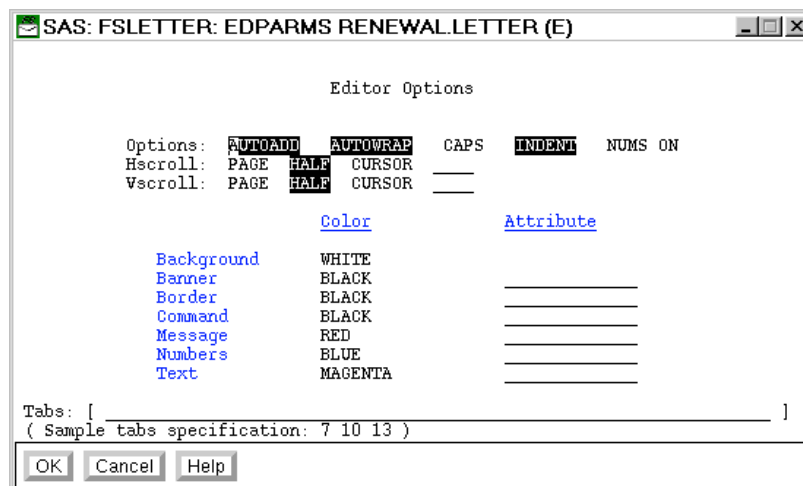 SAS: FSLETTER: EDPARMS RENEWAL.LETTER (E)
Editor Options
Options: AUTOADD AUTOWRAP CAPS INDENT NUMS ON
Hscroll: PAGE HALF CURSOR ____
Vscroll: PAGE HALF CURSOR ____
Color Attribute
Background WHITE
Banner BLACK
Border BLACK
Command BLACK
Message RED
Numbers BLUE
Text MAGENTA
Tabs: [ ]
( Sample tabs specification: 7 10 13 )
OK Cancel Help